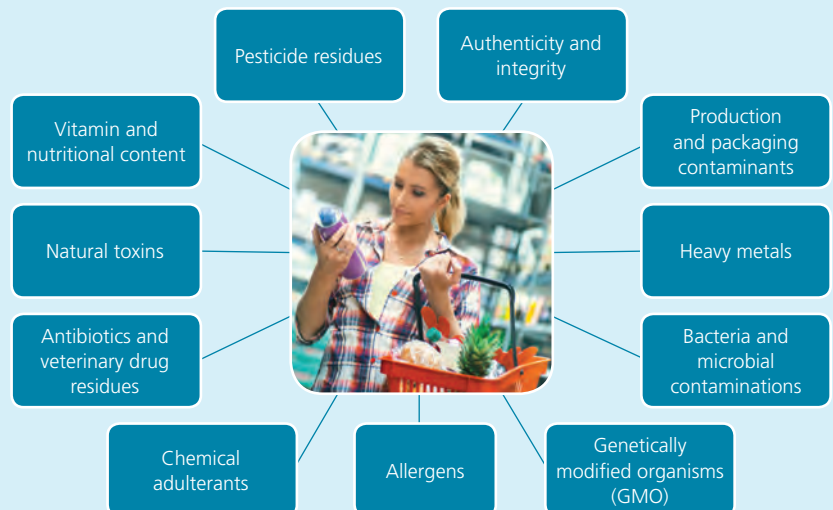 Pesticide residues
Authenticity and
integrity
Vitamin and
nutritional content
Production
and packaging
contaminants
Natural toxins
Heavy metals
Antibiotics and
veterinary drug
residues
Bacteria and
microbial
contaminations
Chemical
adulterants
Allergens
Genetically
modified organisms
(GMO)